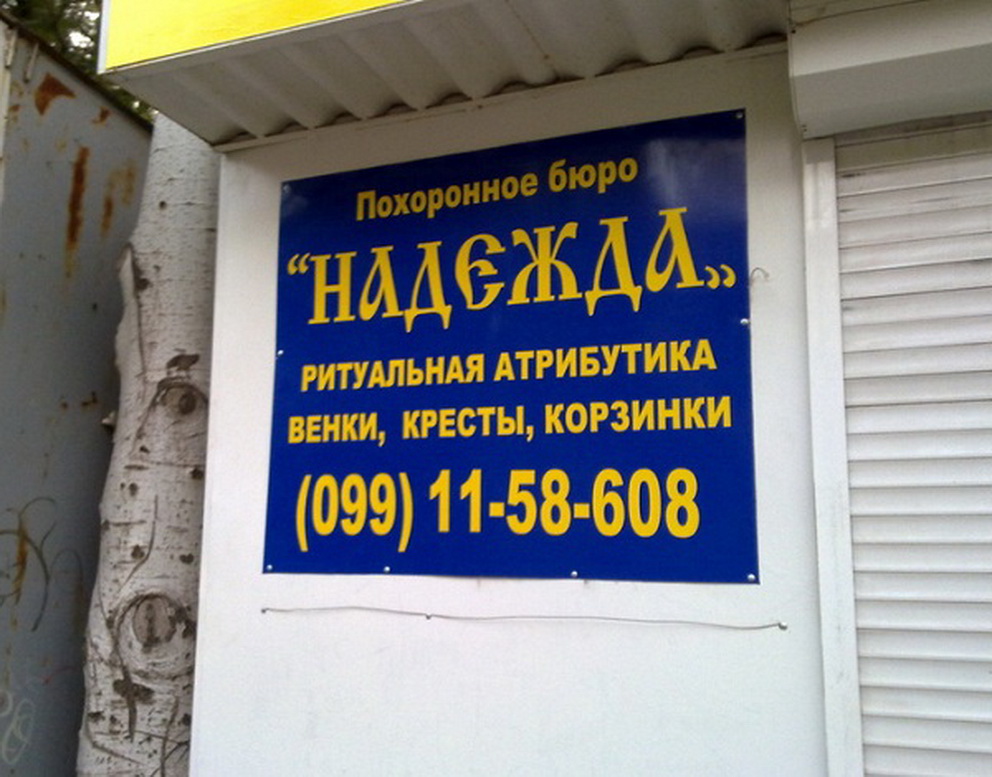 Похоронное бюро
“НАДЕЖДА„
РИТУАЛЬНАЯ АТРИБУТИКА
ВЕНКИ, КРЕСТЫ, КОРЗИНКИ
(099) 11-58-608